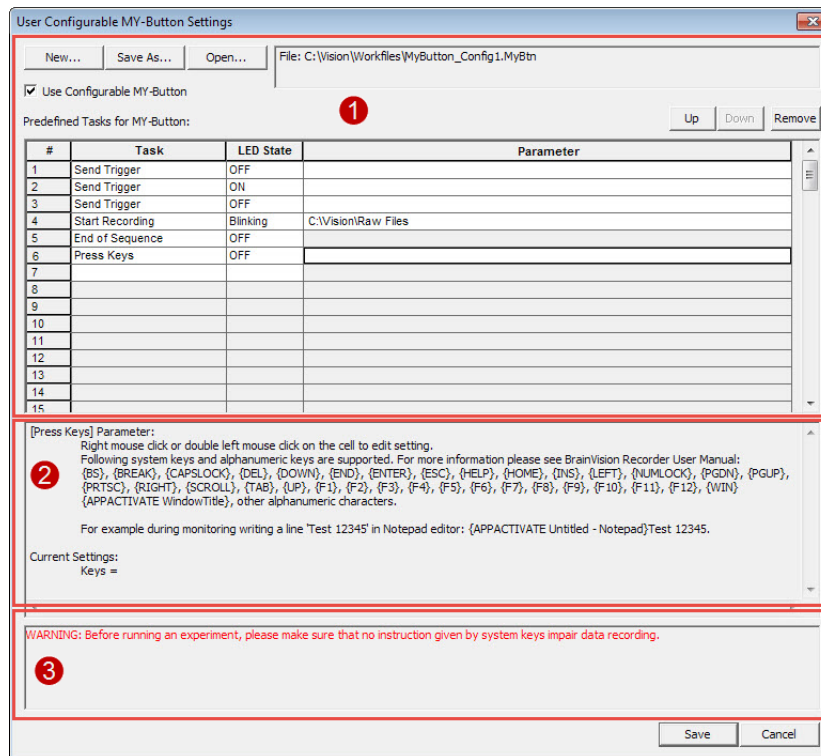 User Configurable MY-Button Settings
New... Save As... Open... File: C:\Vision\Workfiles\MyButton_Config1.MyBtn
Use Configurable MY-Button
1
Predefined Tasks for MY-Button: Up Down Remove
# Task LED State Parameter
1 Send Trigger OFF
2 Send Trigger ON
3 Send Trigger OFF
4 Start Recording Blinking C:\Vision\Raw Files
5 End of Sequence OFF
6 Press Keys OFF
7
8
9
10
11
12
13
14
15
[Press Keys] Parameter:
Right mouse click or double left mouse click on the cell to edit setting.
Following system keys and alphanumeric keys are supported. For more information please see BrainVision Recorder User Manual:
2
{BS}, {BREAK}, {CAPSLOCK}, {DEL}, {DOWN}, {END}, {ENTER}, {ESC}, {HELP}, {HOME}, {INS}, {LEFT}, {NUMLOCK}, {PGDN}, {PGUP},
{PRTSC}, {RIGHT}, {SCROLL}, {TAB}, {UP}, {F1}, {F2}, {F3}, {F4}, {F5}, {F6}, {F7}, {F8}, {F9}, {F10}, {F11}, {F12}, {WIN}
{APPACTIVATE WindowTitle}, other alphanumeric characters.
For example during monitoring writing a line 'Test 12345' in Notepad editor: {APPACTIVATE Untitled - Notepad}Test 12345.
Current Settings:
Keys =
WARNING: Before running an experiment, please make sure that no instruction given by system keys impair data recording.
3
Save Cancel